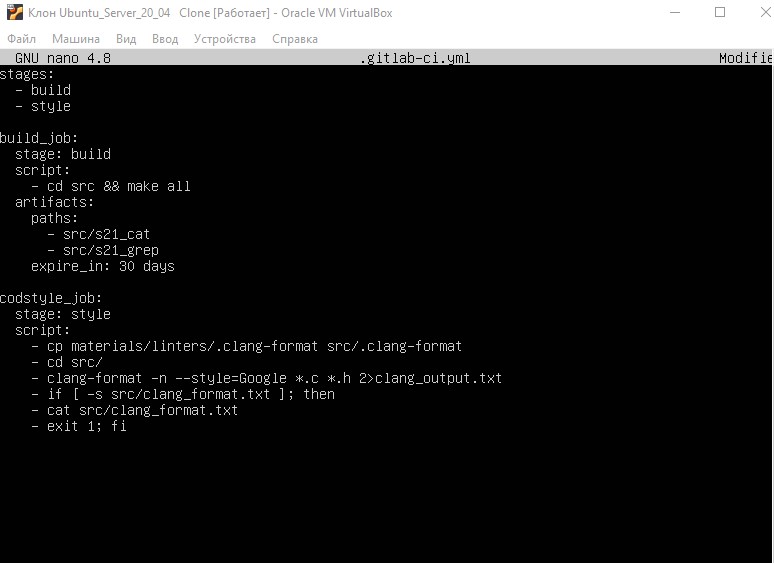 Клон Ubuntu_Server_20_04   Clone [Работает] - Oracle VM VirtualBox
Файл Машина Вид Ввод Устройства Справка
GNU nano 4.8 .gitlab-ci.yml Modifie
stages:
  - build
  - style

build_job:
  stage: build
  script:
    - cd src && make all
  artifacts:
    paths:
      - src/s21_cat
      - src/s21_grep
    expire_in: 30 days

codstyle_job:
  stage: style
  script:
    - cp materials/linters/.clang-format src/.clang-format
    - cd src/
    - clang-format -n --style=Google *.c *.h 2>clang_output.txt
    - if [ -s src/clang_format.txt ]; then
    - cat src/clang_format.txt
    - exit 1; fi